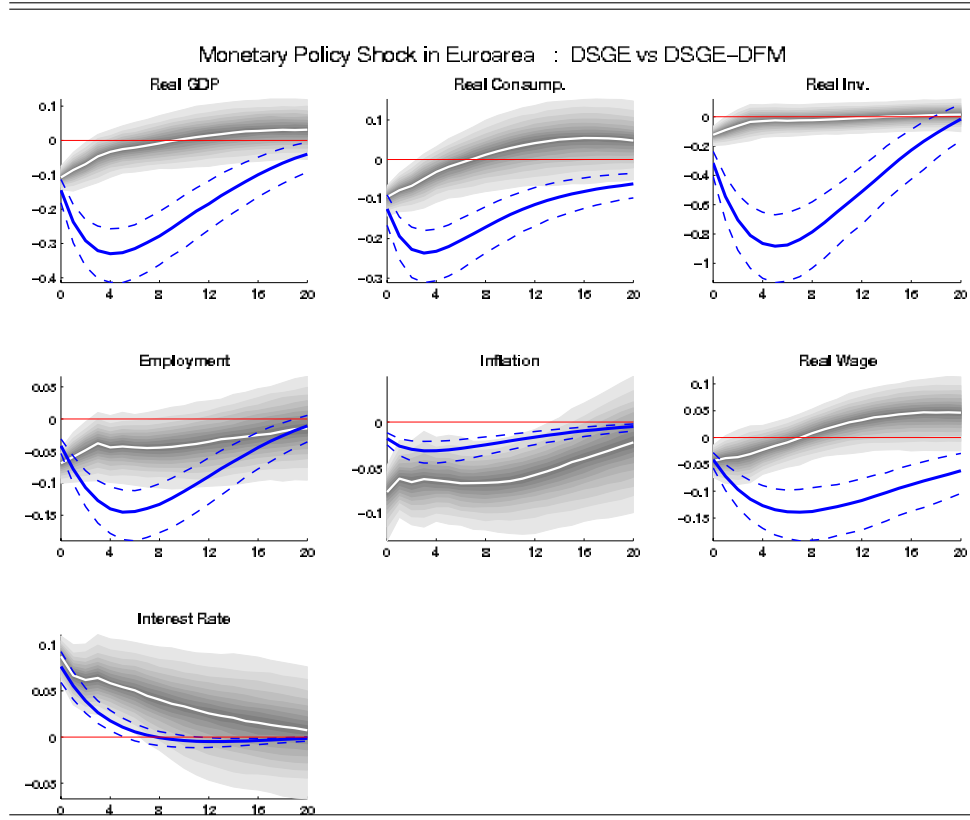 Monetary Policy Shock in Euroarea : DSGE vs DSGE-DFM
Real GDP
0.1
0
-0.1
-0.2
-0.3
-0.4
0 4 8 12 16 20
Real Consump.
0.1
0
-0.1
-0.2
-0.3
0 4 8 12 16 20
Real Inv.
0
-0.2
-0.4
-0.6
-0.8
-1
0 4 8 12 16 20
Employment
0.05
0
-0.05
-0.1
-0.15
0 4 8 12 16 20
Inflation
0
-0.05
-0.1
0 4 8 12 16 20
Real Wage
0.1
0.05
0
-0.05
-0.1
-0.15
0 4 8 12 16 20
Interest Rate
0.1
0.05
0
-0.05
0 4 8 12 16 20